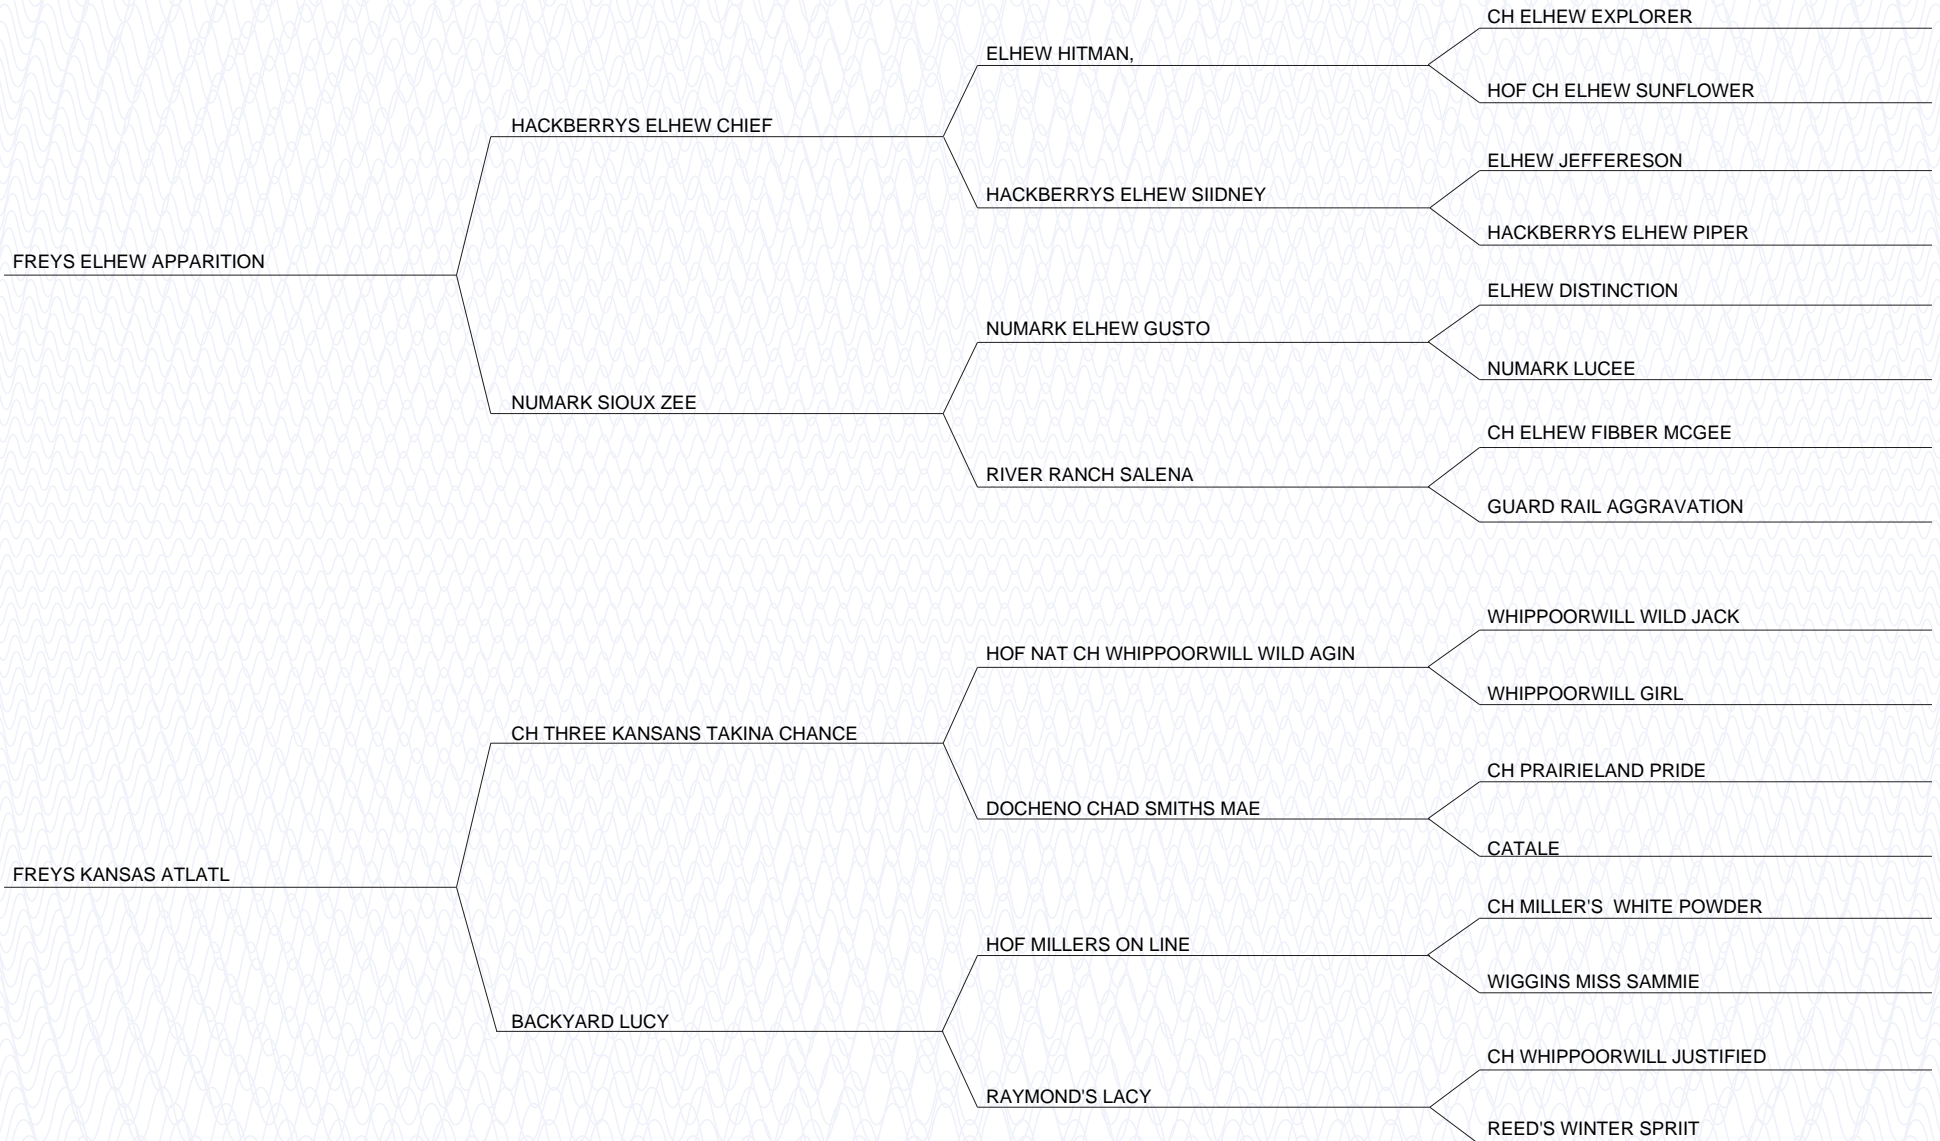 CH ELHEW EXPLORER
ELHEW HITMAN,
HOF CH ELHEW SUNFLOWER
HACKBERRYS ELHEW CHIEF
ELHEW JEFFERESON
HACKBERRYS ELHEW SIIDNEY
HACKBERRYS ELHEW PIPER
FREYS ELHEW APPARITION
ELHEW DISTINCTION
NUMARK ELHEW GUSTO
NUMARK LUCEE
NUMARK SIOUX ZEE
CH ELHEW FIBBER MCGEE
RIVER RANCH SALENA
GUARD RAIL AGGRAVATION
WHIPPOORWILL WILD JACK
HOF NAT CH WHIPPOORWILL WILD AGIN
WHIPPOORWILL GIRL
CH THREE KANSANS TAKINA CHANCE
CH PRAIRIELAND PRIDE
DOCHENO CHAD SMITHS MAE
CATALE
FREYS KANSAS ATLATL
CH MILLER'S  WHITE POWDER
HOF MILLERS ON LINE
WIGGINS MISS SAMMIE
BACKYARD LUCY
CH WHIPPOORWILL JUSTIFIED
RAYMOND'S LACY
REED'S WINTER SPRIIT